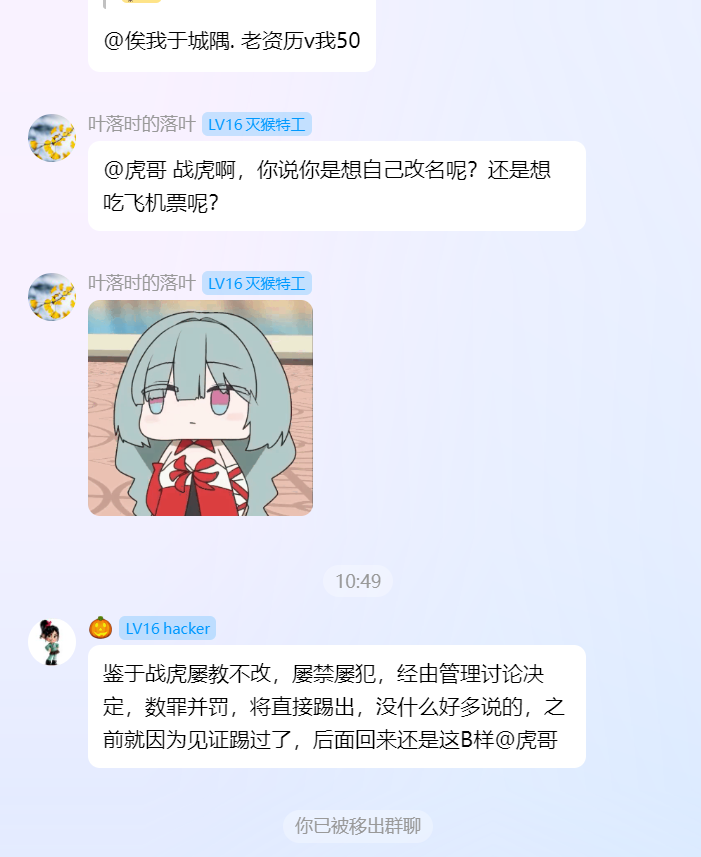 @俟我于城隅. 老资历v我50
叶落时的落叶 LV16 灭猴特工
@虎哥 战虎啊，你说你是想自己改名呢？还是想
吃飞机票呢？
叶落时的落叶 LV16 灭猴特工
10:49
🎃 LV16 hacker
鉴于战虎屡教不改，屡禁屡犯，经由管理讨论决
定，数罪并罚，将直接踢出，没什么好多说的，之
前就因为见证踢过了，后面回来还是这B样@虎哥
你已被移出群聊